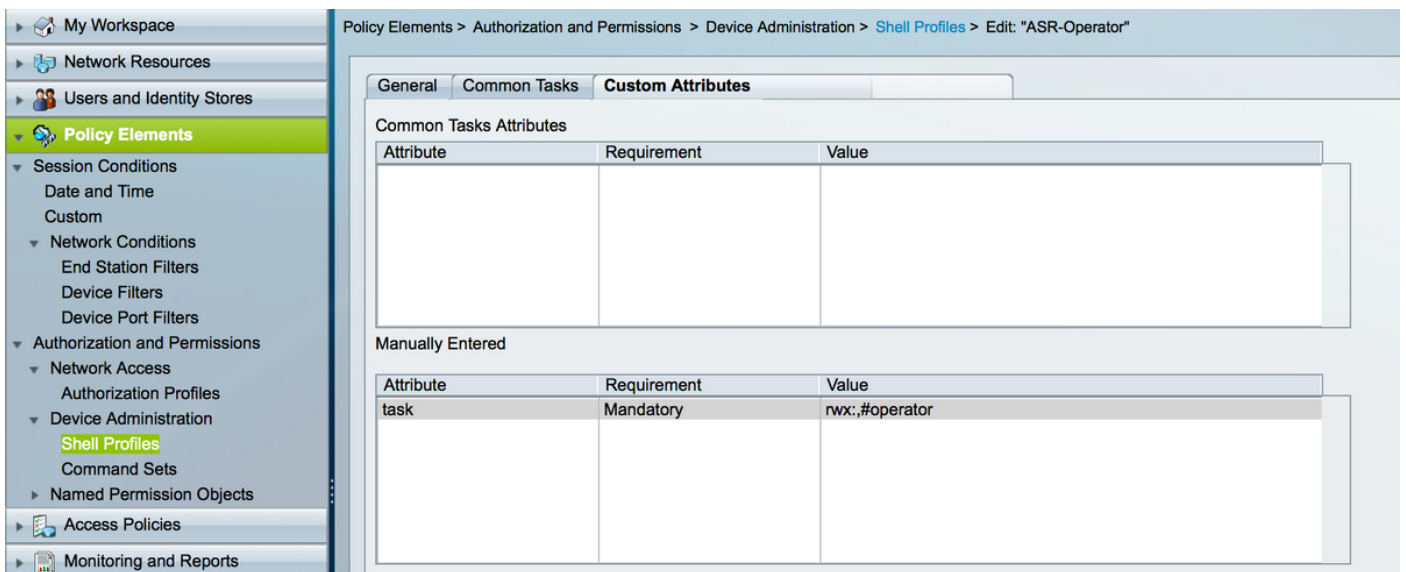 My Workspace
Network Resources
Users and Identity Stores
Policy Elements
Session Conditions
Date and Time
Custom
Network Conditions
End Station Filters
Device Filters
Device Port Filters
Authorization and Permissions
Network Access
Authorization Profiles
Device Administration
Shell Profiles
Command Sets
Named Permission Objects
Access Policies
Monitoring and Reports
Policy Elements > Authorization and Permissions > Device Administration > Shell Profiles > Edit: "ASR-Operator"
General Common Tasks Custom Attributes
Common Tasks Attributes
Attribute Requirement Value
Manually Entered
Attribute Requirement Value
task Mandatory rwx:,#operator